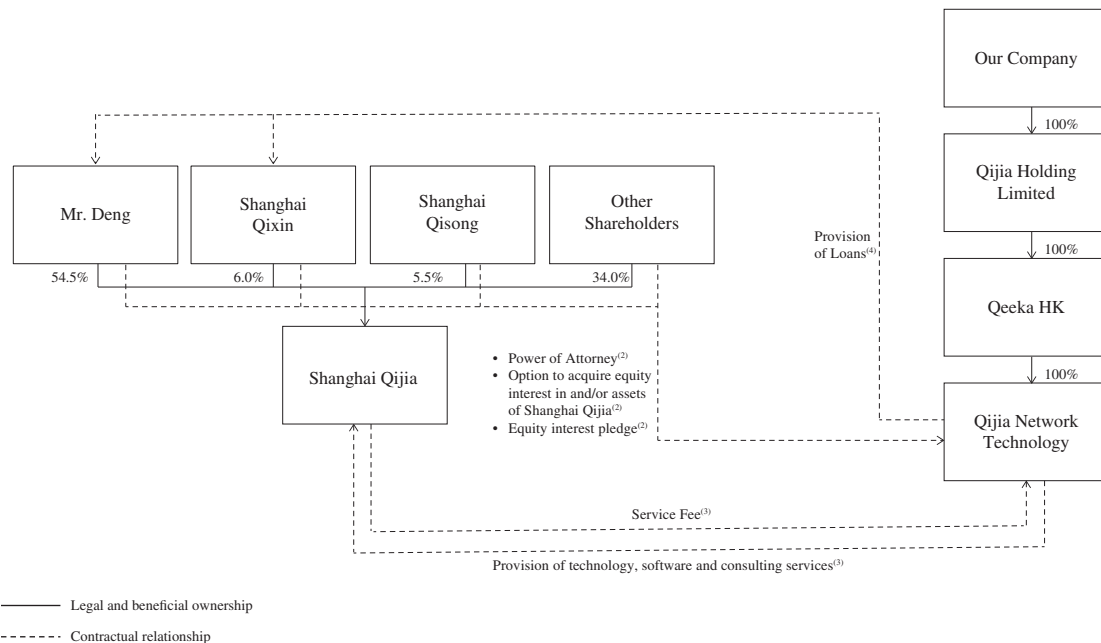 Our Company
100%
Qijia Holding
Limited
100%
Qeeka HK
100%
Qijia Network
Technology
Mr. Deng
Shanghai
Qixin
Shanghai
Qisong
Other
Shareholders
Provision
of Loans(4)
54.5%
6.0%
5.5%
34.0%
Shanghai Qijia
• Power of Attorney(2)
• Option to acquire equity
interest in and/or assets
of Shanghai Qijia(2)
• Equity interest pledge(2)
Service Fee(3)
Provision of technology, software and consulting services(3)
Legal and beneficial ownership
Contractual relationship